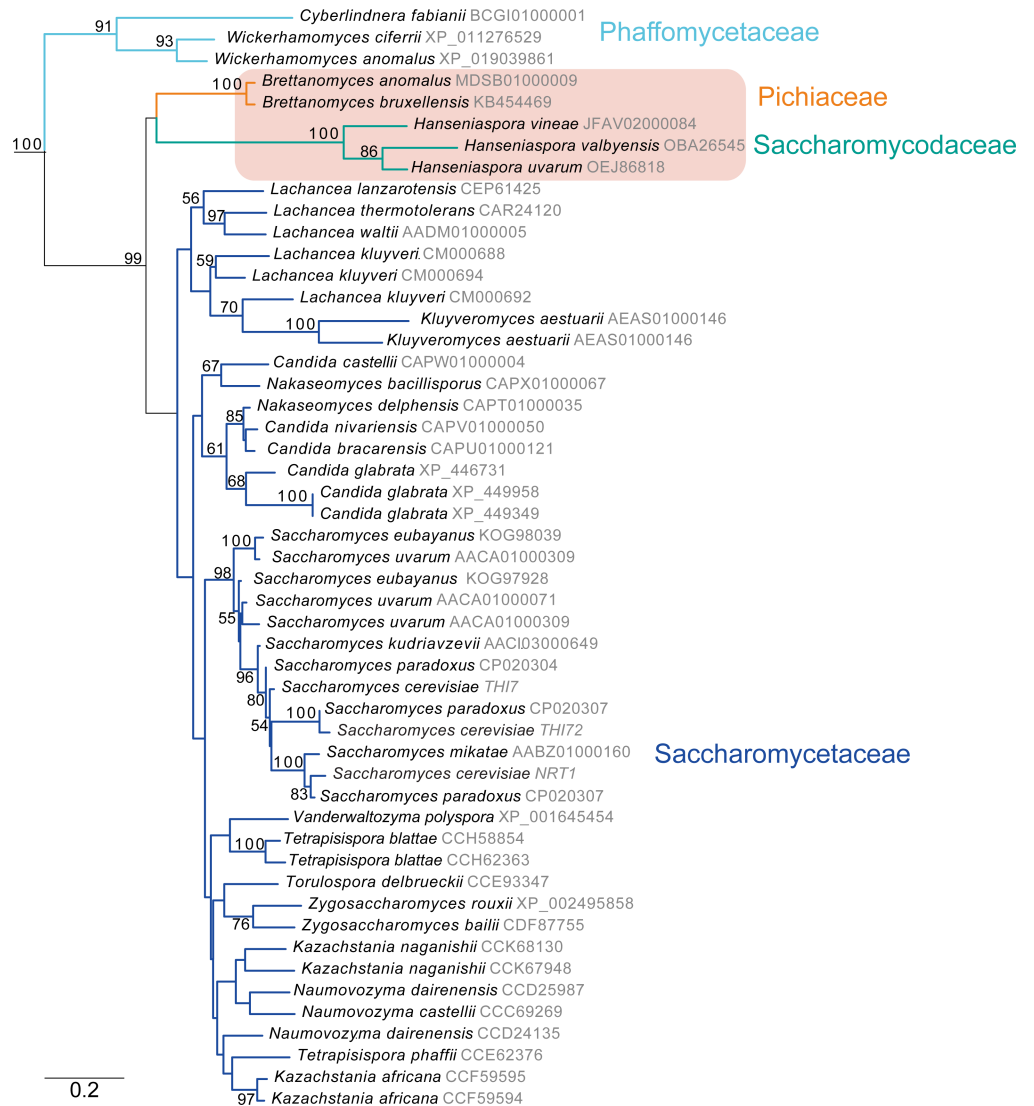 91
Cyberlindnera fabianii BCGI01000001
93
Wickerhamomyces ciferrii XP_011276529
Phaffomycetaceae
Wickerhamomyces anomalus XP_019039861
100
Brettanomyces anomalus MDSB01000009
Pichiaceae
Brettanomyces bruxellensis KB454469
100
100
Hanseniaspora vineae JFAV02000084
86
Hanseniaspora valbyensis OBA26545
Saccharomycodaceae
Hanseniaspora uvarum OEJ86818
56
Lachancea lanzarotensis CEP61425
97
Lachancea thermotolerans CAR24120
Lachancea waltii AADM01000005
99
59
Lachancea kluyveri CM000688
Lachancea kluyveri CM000694
70
Lachancea kluyveri CM000692
100
Kluyveromyces aestuarii AEAS01000146
Kluyveromyces aestuarii AEAS01000146
67
Candida castellii CAPW01000004
Nakaseomyces bacillisporus CAPX01000067
85
Nakaseomyces delphensis CAPT01000035
Candida nivariensis CAPV01000050
61
Candida bracarensis CAPU01000121
68
Candida glabrata XP_446731
100
Candida glabrata XP_449958
Candida glabrata XP_449349
100
Saccharomyces eubayanus KOG98039
Saccharomyces uvarum AACA01000309
98
Saccharomyces eubayanus KOG97928
55
Saccharomyces uvarum AACA01000071
Saccharomyces uvarum AACA01000309
Saccharomyces kudriavzevii AACI03000649
96
Saccharomyces paradoxus CP020304
80
Saccharomyces cerevisiae THI7
54
100
Saccharomyces paradoxus CP020307
Saccharomyces cerevisiae THI72
100
Saccharomyces mikatae AABZ01000160
Saccharomycetaceae
Saccharomyces cerevisiae NRT1
83
Saccharomyces paradoxus CP020307
Vanderwaltozyma polyspora XP_001645454
100
Tetrapisispora blattae CCH58854
Tetrapisispora blattae CCH62363
Torulospora delbrueckii CCE93347
Zygosaccharomyces rouxii XP_002495858
76
Zygosaccharomyces bailii CDF87755
Kazachstania naganishii CCK68130
Kazachstania naganishii CCK67948
Naumovozyma dairenensis CCD25987
Naumovozyma castellii CCC69269
Naumovozyma dairenensis CCD24135
Tetrapisispora phaffii CCE62376
Kazachstania africana CCF59595
97
Kazachstania africana CCF59594
0.2